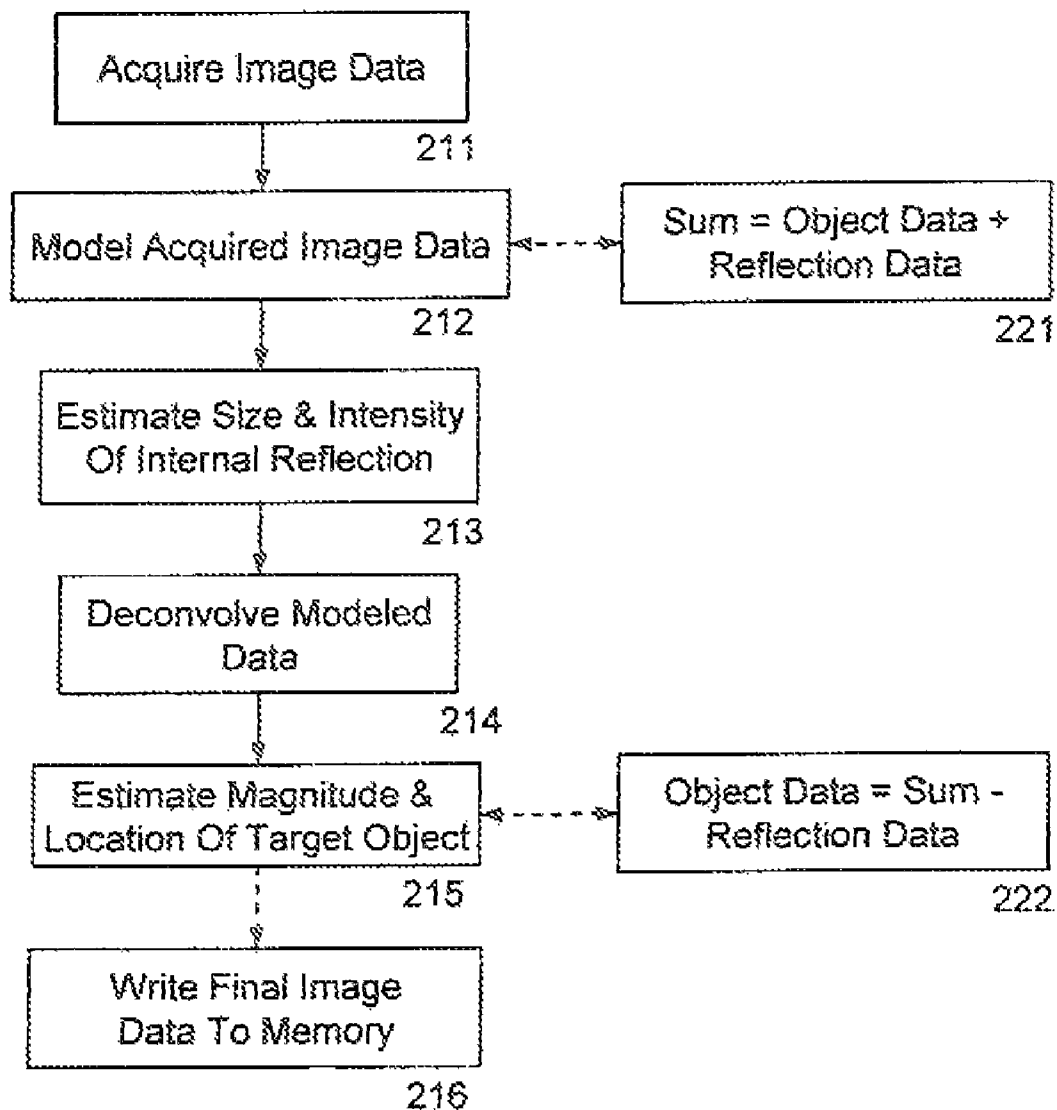 Acquire Image Data
211
Model Acquired Image Data
212
Sum = Object Data +
Reflection Data
221
Estimate Size & Intensity
Of Internal Reflection
213
Deconvolve Modeled
Data
214
Estimate Magnitude &
Location Of Target Object
215
Object Data = Sum -
Reflection Data
222
Write Final Image
Data To Memory
216